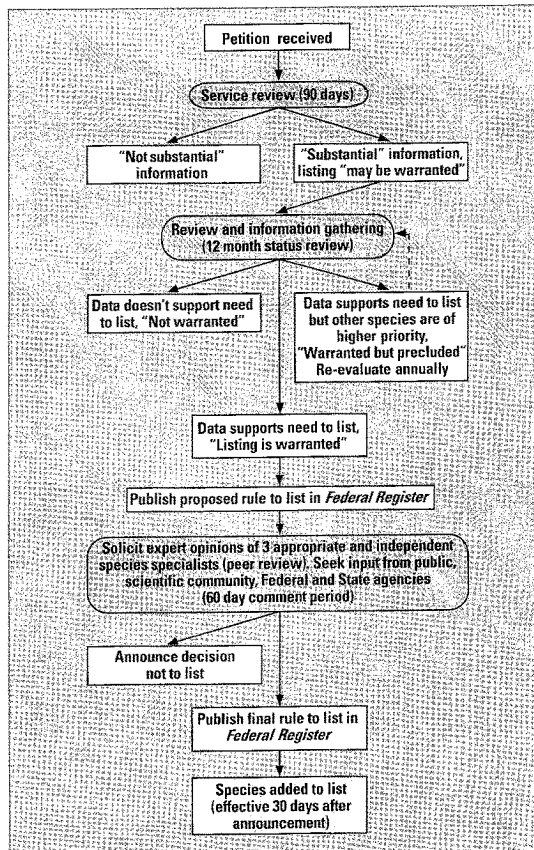 Petition received
Service review (90 days)
"Not substantial"
information
"Substantial" information,
listing "may be warranted"
Review and information gathering
(12 month status review)
Data doesn't support need
to list, "Not warranted"
Data supports need to list
but other species are of
higher priority,
"Warranted but precluded"
Re-evaluate annually
Data supports need to list,
"Listing is warranted"
Publish proposed rule to list in Federal Register
Solicit expert opinions of 3 appropriate and independent
species specialists (peer review). Seek input from public,
scientific community, Federal and State agencies
(60 day comment period)
Announce decision
not to list
Publish final rule to list in
Federal Register
Species added to list
(effective 30 days after
announcement)